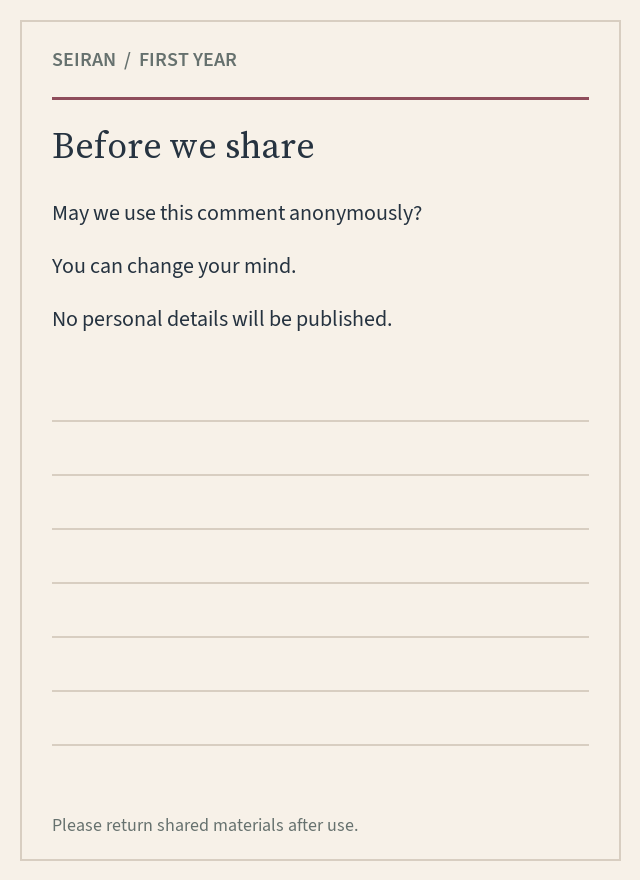 SEIRAN / FIRST YEAR
Before we share
May we use this comment anonymously?
You can change your mind.
No personal details will be published.
Please return shared materials after use.